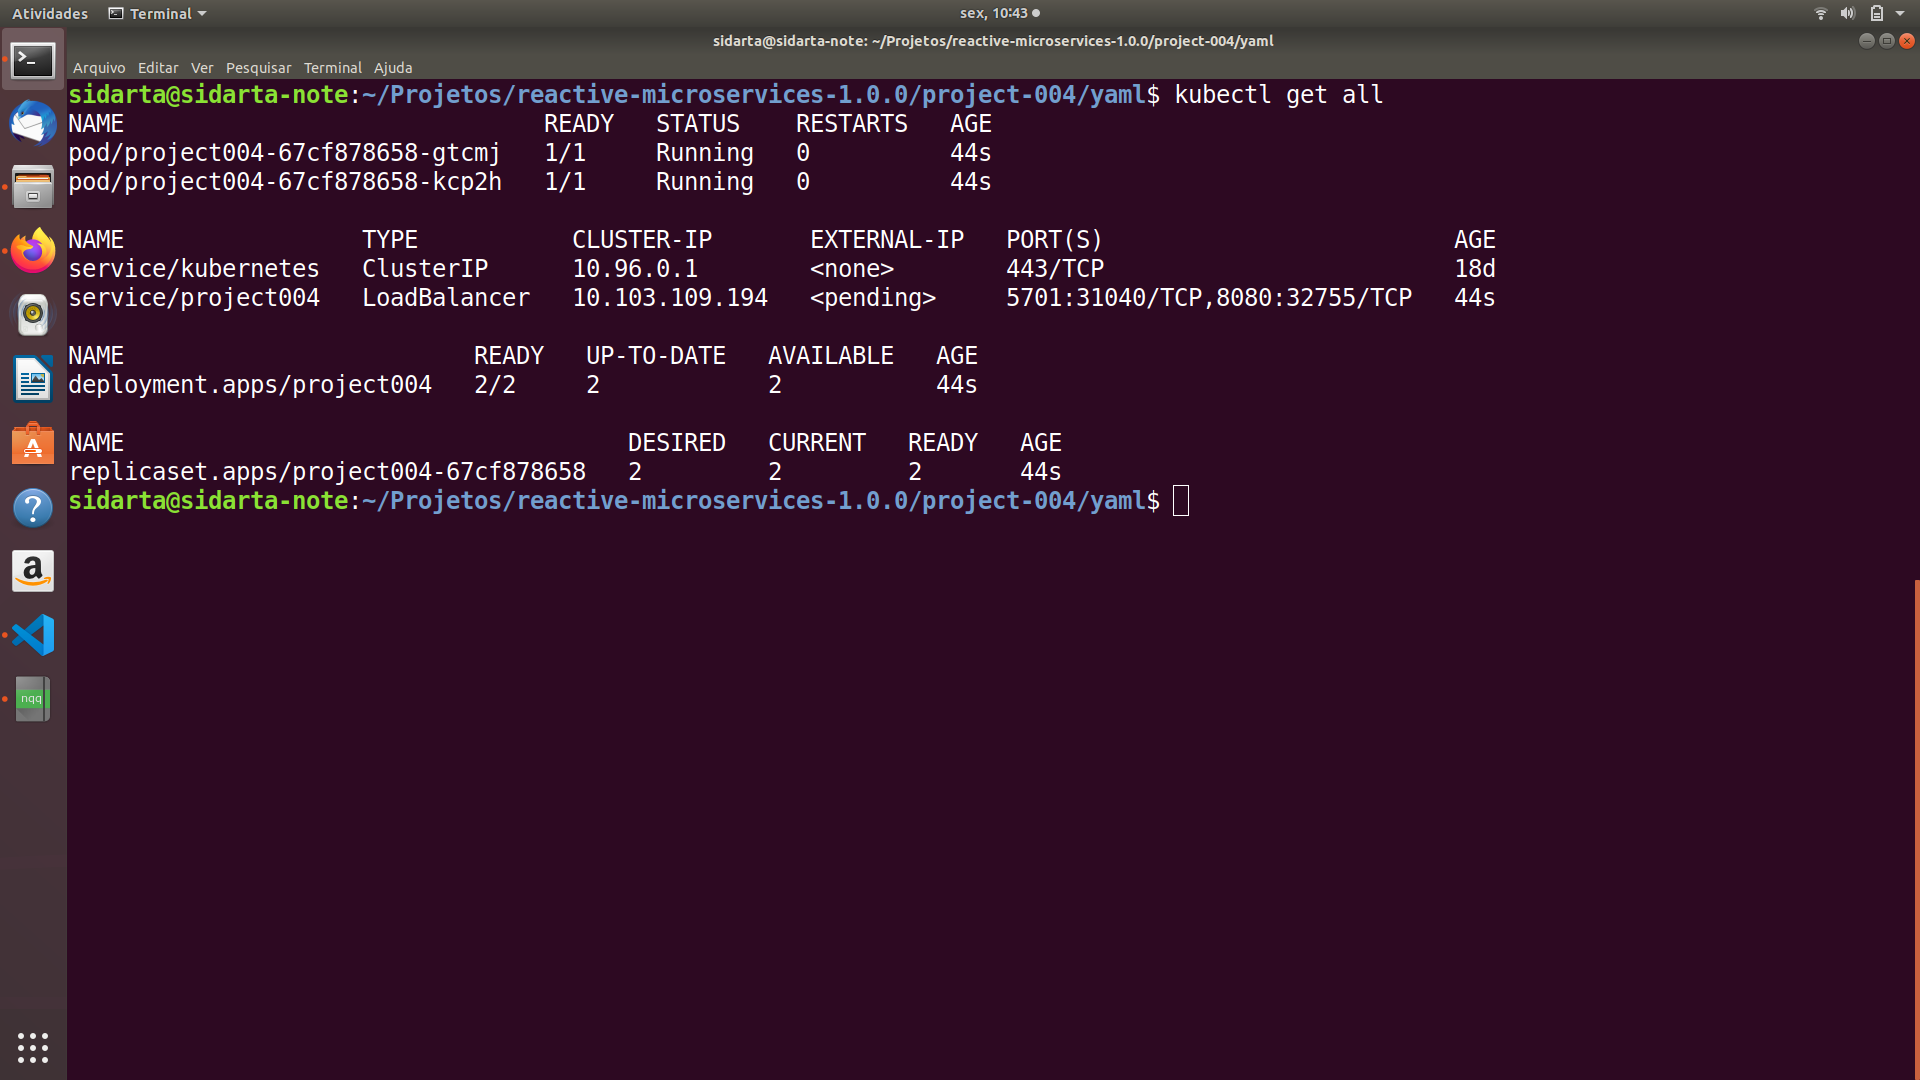 Atividades Terminal sex, 10:43
sidarta@sidarta-note: ~/Projetos/reactive-microservices-1.0.0/project-004/yaml
Arquivo Editar Ver Pesquisar Terminal Ajuda
sidarta@sidarta-note:~/Projetos/reactive-microservices-1.0.0/project-004/yaml$ kubectl get all
NAME READY STATUS RESTARTS AGE
pod/project004-67cf878658-gtcmj 1/1 Running 0 44s
pod/project004-67cf878658-kcp2h 1/1 Running 0 44s
NAME TYPE CLUSTER-IP EXTERNAL-IP PORT(S) AGE
service/kubernetes ClusterIP 10.96.0.1 <none> 443/TCP 18d
service/project004 LoadBalancer 10.103.109.194 <pending> 5701:31040/TCP,8080:32755/TCP 44s
NAME READY UP-TO-DATE AVAILABLE AGE
deployment.apps/project004 2/2 2 2 44s
NAME DESIRED CURRENT READY AGE
replicaset.apps/project004-67cf878658 2 2 2 44s
sidarta@sidarta-note:~/Projetos/reactive-microservices-1.0.0/project-004/yaml$
nqq